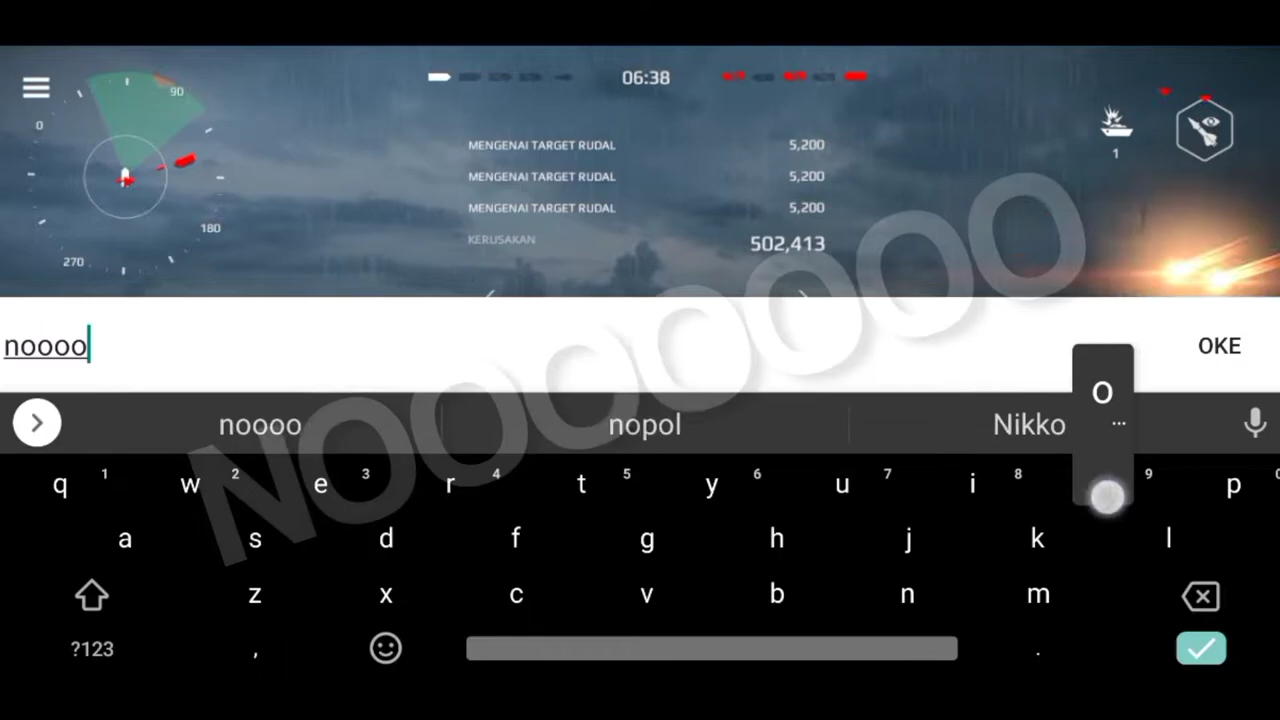 06:38
90
0
180
270
1
MENGENAI TARGET RUDAL 5,200
MENGENAI TARGET RUDAL 5,200
MENGENAI TARGET RUDAL 5,200
KERUSAKAN 502,413
NOOOOOOO
noooo OKE
o
...
noooo nopol Nikko
q 1 w 2 e 3 r 4 t 5 y 6 u 7 i 8 9 p 0
a s d f g h j k l
z x c v b n m
?123 , .